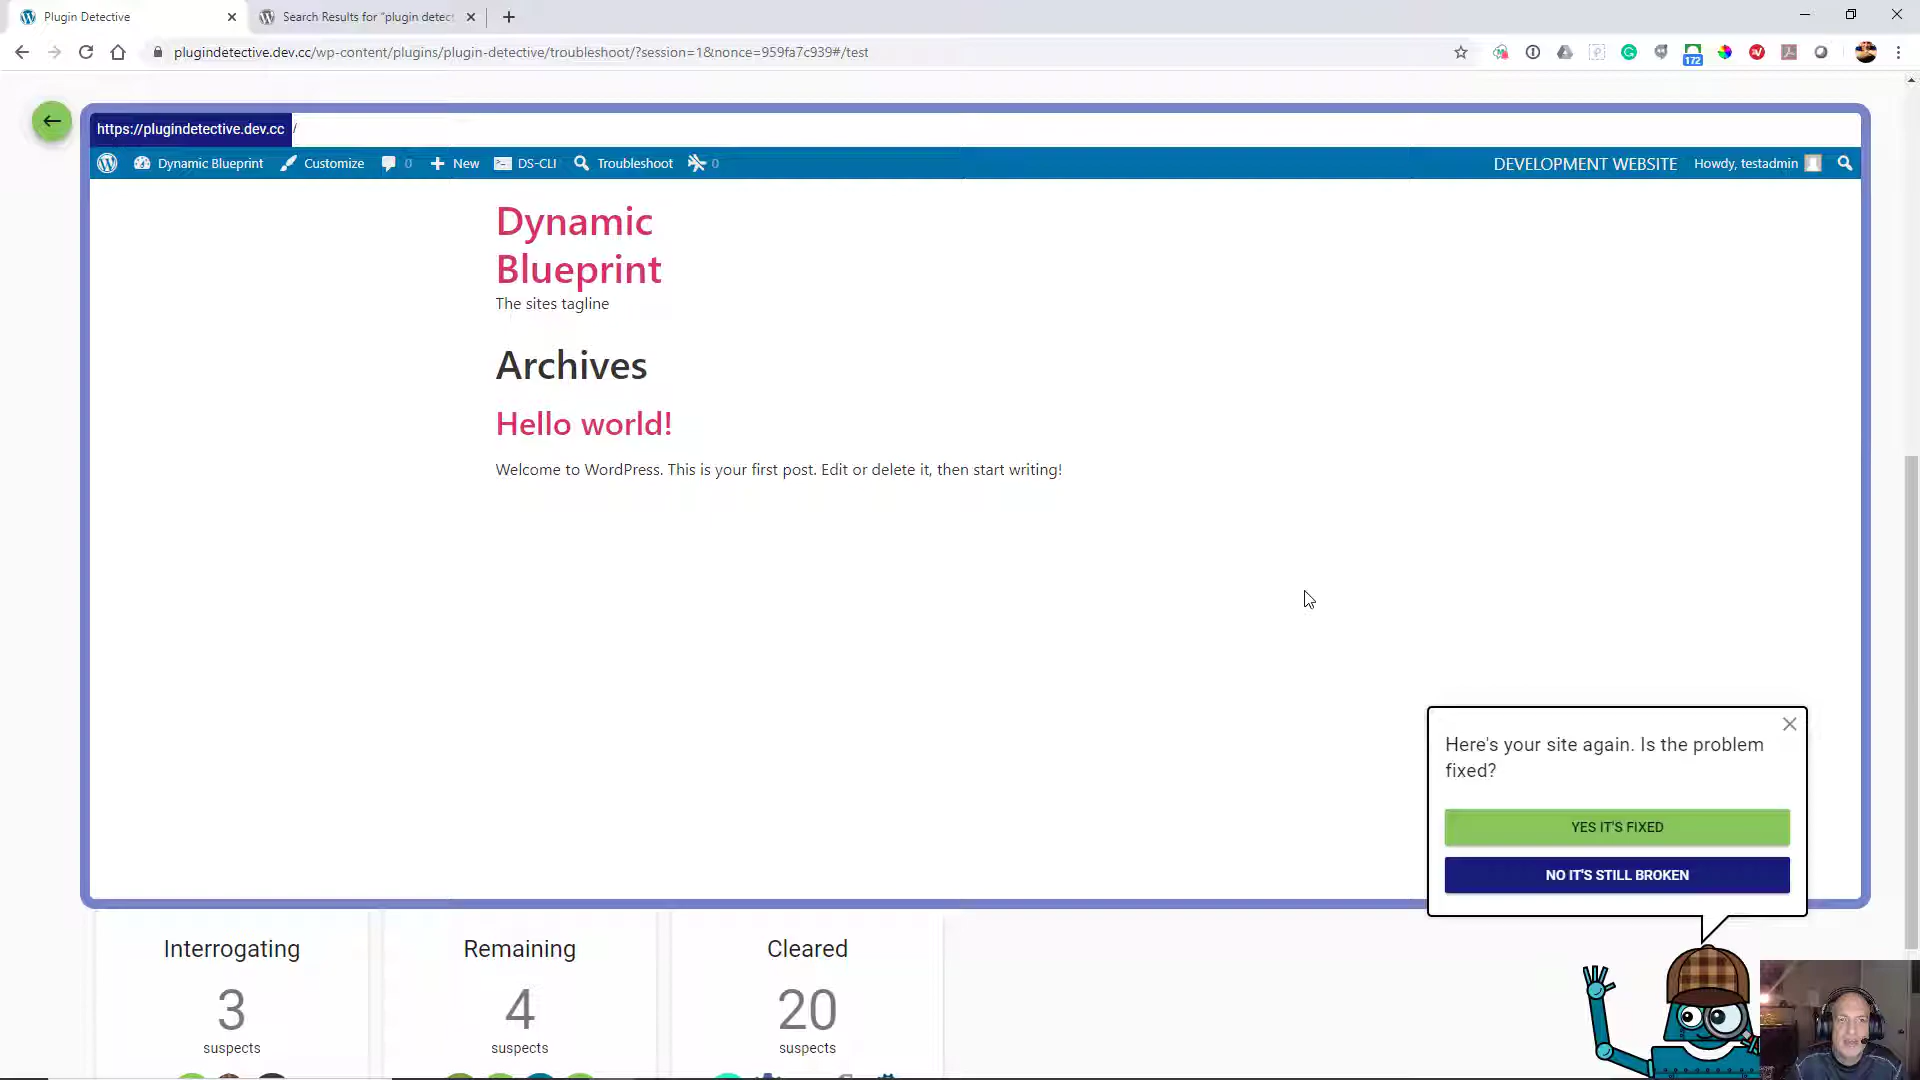 Plugin Detective
Search Results for "plugin detec
plugindetective.dev.cc/wp-content/plugins/plugin-detective/troubleshoot/?session=1&nonce=959fa7c939#/test
172
https://plugindetective.dev.cc /
Dynamic Blueprint Customize 0 New DS-CLI Troubleshoot 0 DEVELOPMENT WEBSITE Howdy, testadmin
Dynamic
Blueprint
The sites tagline
Archives
Hello world!
Welcome to WordPress. This is your first post. Edit or delete it, then start writing!
Here's your site again. Is the problem
fixed?
YES IT'S FIXED
NO IT'S STILL BROKEN
Interrogating
3
suspects
Remaining
4
suspects
Cleared
20
suspects